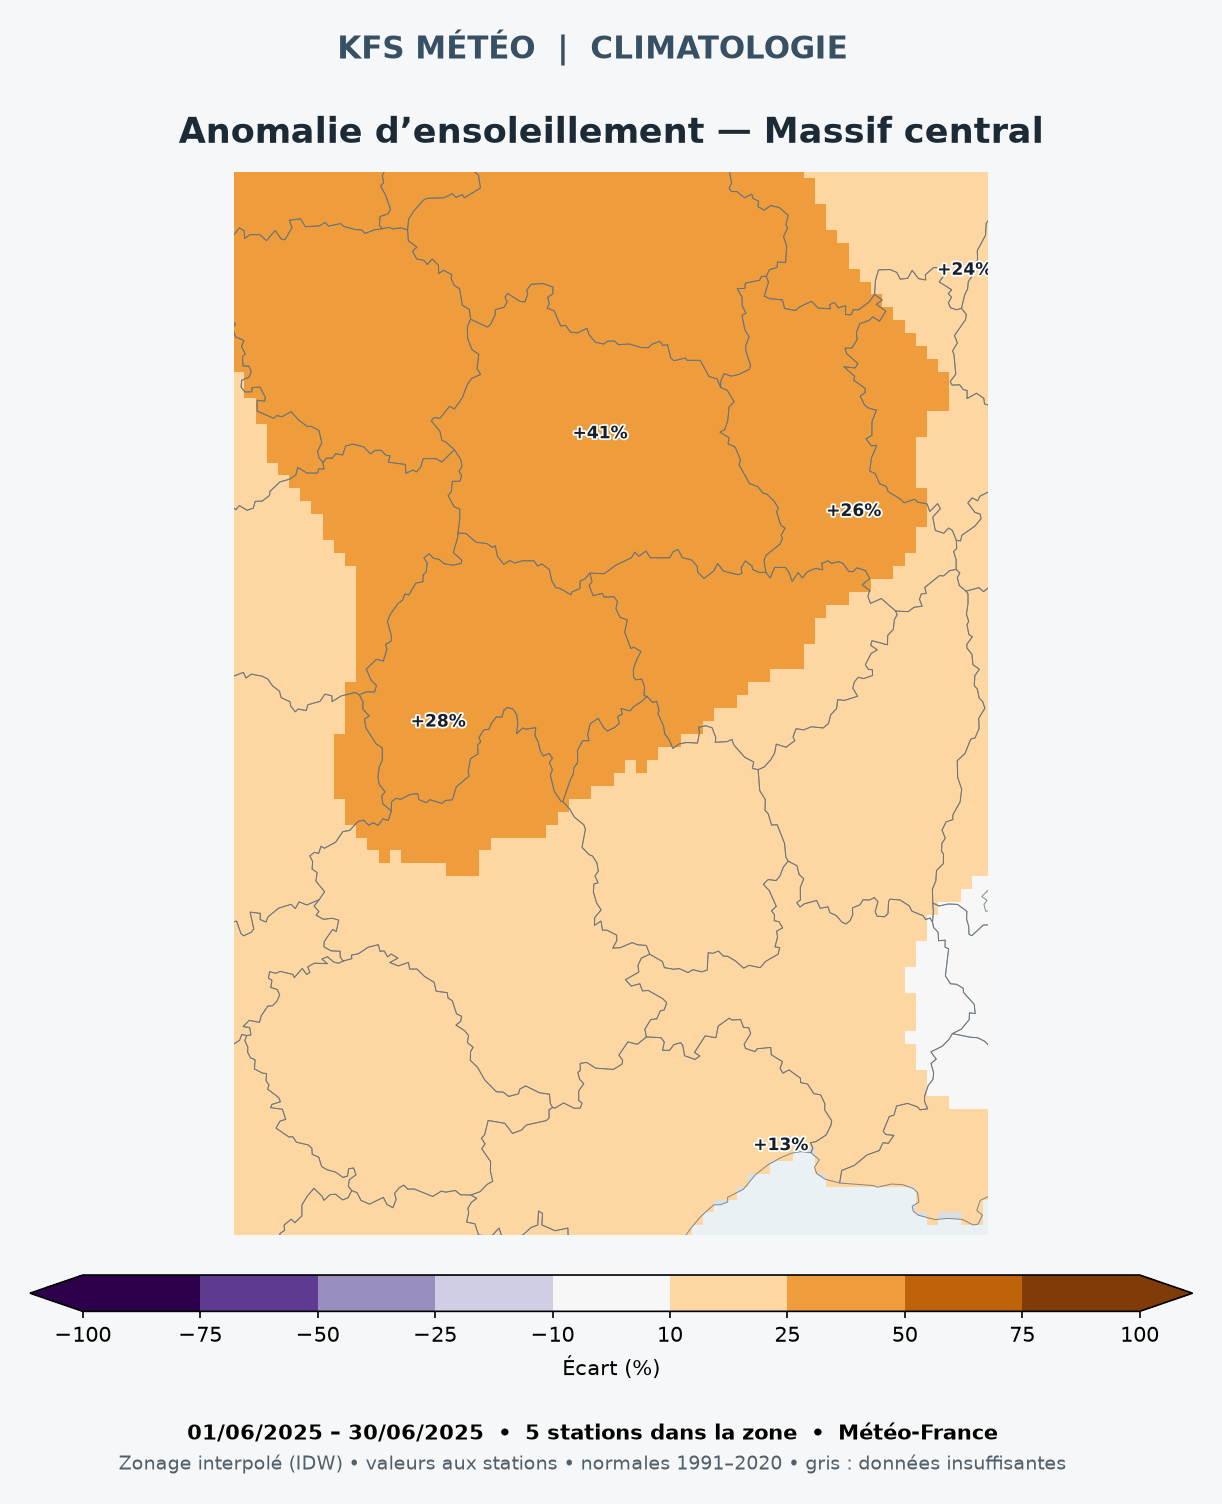 KFS MÉTÉO | CLIMATOLOGIE
Anomalie d’ensoleillement — Massif central
+24%
+41%
+26%
+28%
+13%
−100 −75 −50 −25 −10 10 25 50 75 100
Écart (%)
01/06/2025 – 30/06/2025 • 5 stations dans la zone • Météo-France
Zonage interpolé (IDW) • valeurs aux stations • normales 1991–2020 • gris : données insuffisantes